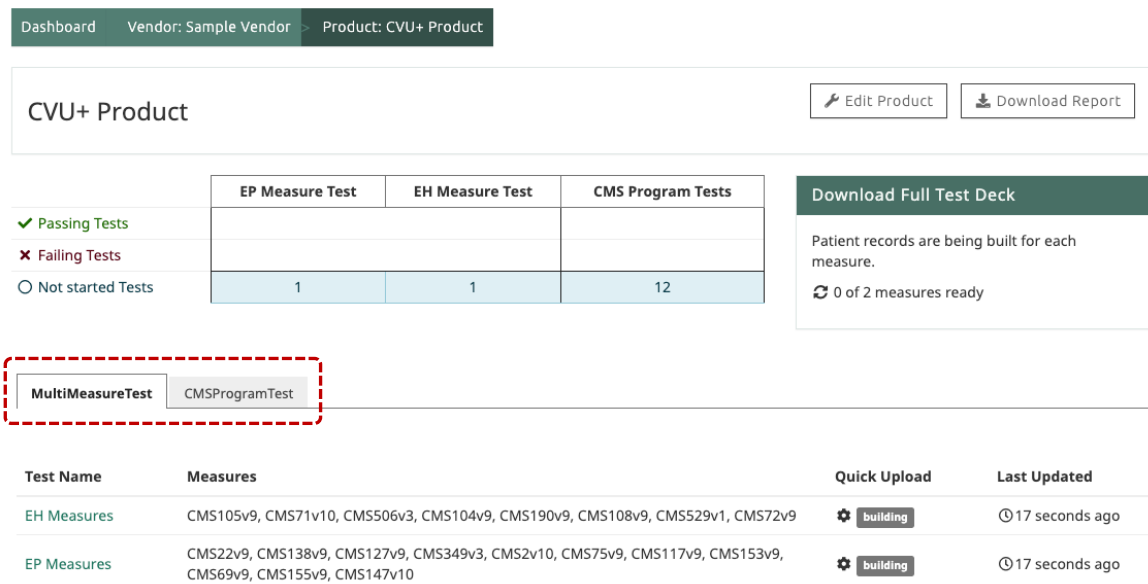 Dashboard Vendor: Sample Vendor > Product: CVU+ Product
CVU+ Product
Edit Product Download Report
EP Measure Test EH Measure Test CMS Program Tests
Passing Tests
Failing Tests
Not started Tests 1 1 12
Download Full Test Deck
Patient records are being built for each
measure.
0 of 2 measures ready
MultiMeasureTest CMSProgramTest
Test Name Measures Quick Upload Last Updated
EH Measures CMS105v9, CMS71v10, CMS506v3, CMS104v9, CMS190v9, CMS108v9, CMS529v1, CMS72v9 building 17 seconds ago
EP Measures CMS22v9, CMS138v9, CMS127v9, CMS349v3, CMS2v10, CMS75v9, CMS117v9, CMS153v9, building 17 seconds ago
CMS69v9, CMS155v9, CMS147v10